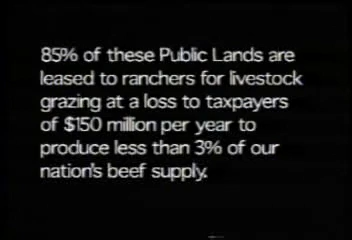 85% of these Public Lands are
leased to ranchers for livestock
grazing at a loss to taxpayers
of $150 million per year to
produce less than 3% of our
nation's beef supply.